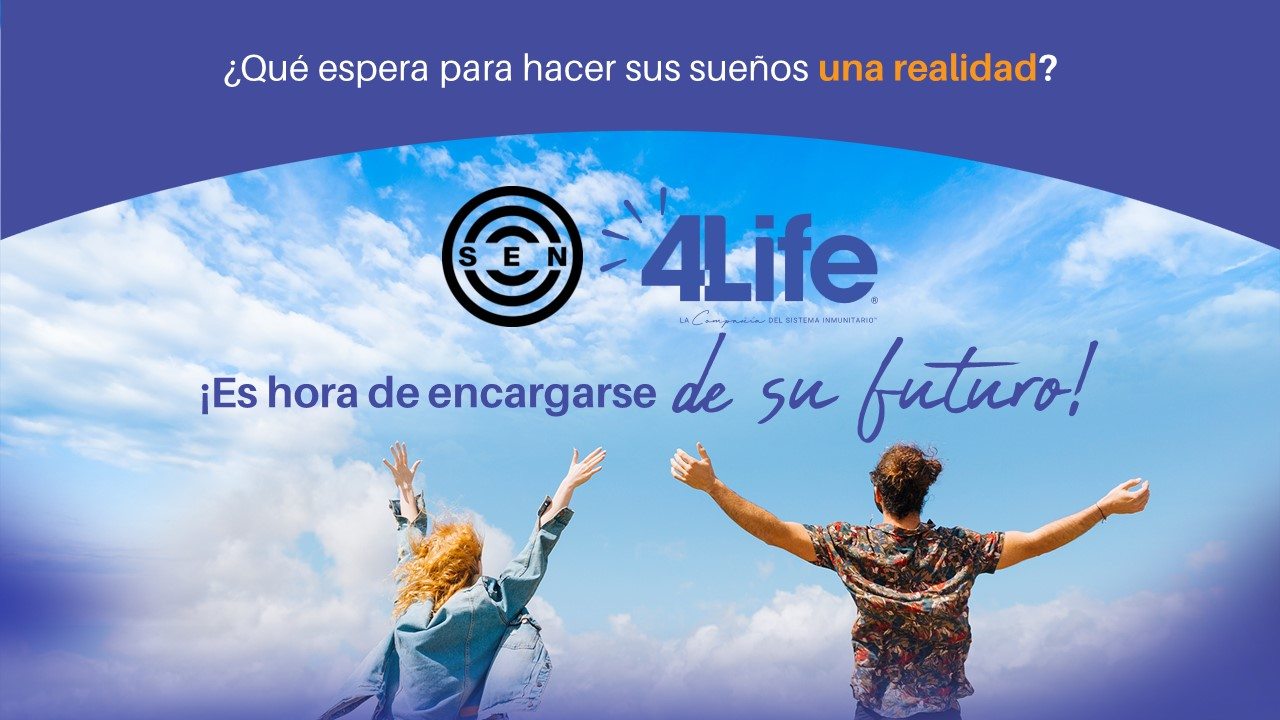 ¿Qué espera para hacer sus sueños una realidad?
SEN
4Life®
LA Compañía DEL SISTEMA INMUNITARIO™
¡Es hora de encargarse de su futuro!